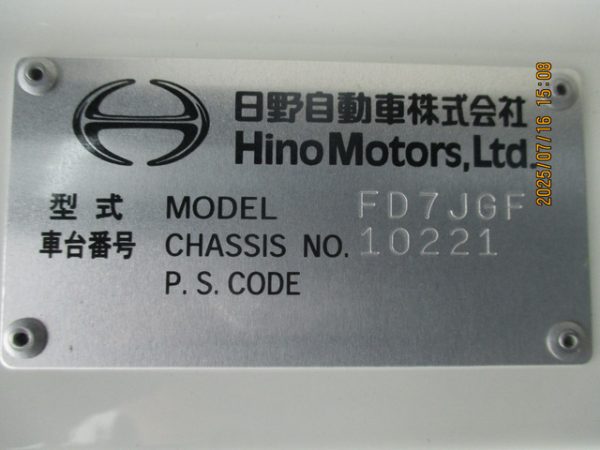 日野自動車株式会社
Hino Motors, Ltd.
型式 MODEL FD7JGF
車台番号 CHASSIS NO. 10221
P.S. CODE
2025/07/16 15:08